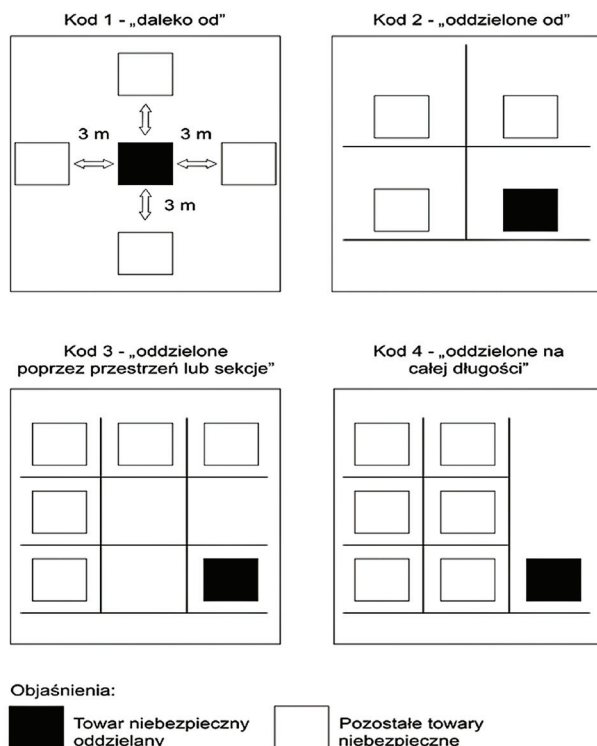 Kod 1 - „daleko od”
Kod 2 - „oddzielone od”
3 m
3 m
3 m
Kod 3 - „oddzielone
poprzez przestrzeń lub sekcje”
Kod 4 - „oddzielone na
całej długości”
Objaśnienia:
Towar niebezpieczny
oddzielany
Pozostałe towary
niebezpieczne